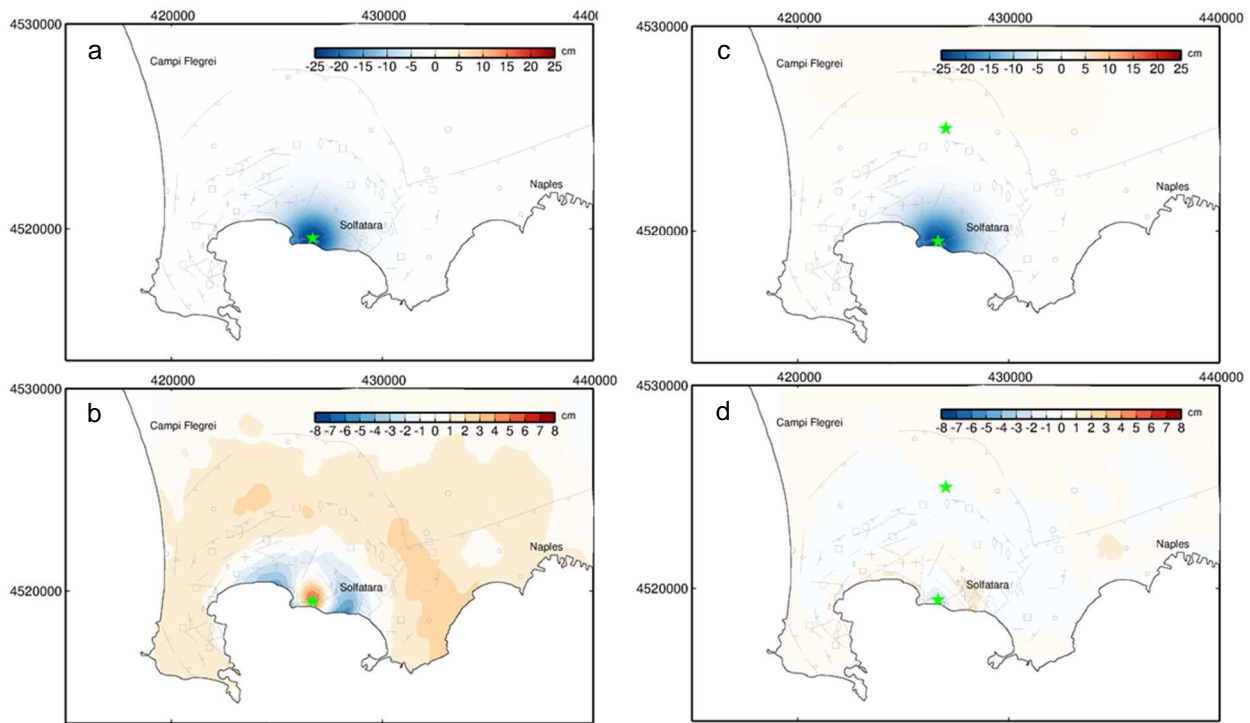 420000 430000
4530000
a
Campi Flegrei
cm
-25 -20 -15 -10 -5 0 5 10 15 20 25
Solfatara
Naples
4520000
420000 430000 440000
4530000
c
Campi Flegrei
cm
-25 -20 -15 -10 -5 0 5 10 15 20 25
Solfatara
Naples
4520000
420000 430000 440000
4530000
b
Campi Flegrei
cm
-8 -7 -6 -5 -4 -3 -2 -1 0 1 2 3 4 5 6 7 8
Solfatara
Naples
4520000
420000 430000 440000
4530000
d
Campi Flegrei
cm
-8 -7 -6 -5 -4 -3 -2 -1 0 1 2 3 4 5 6 7 8
Solfatara
Naples
4520000